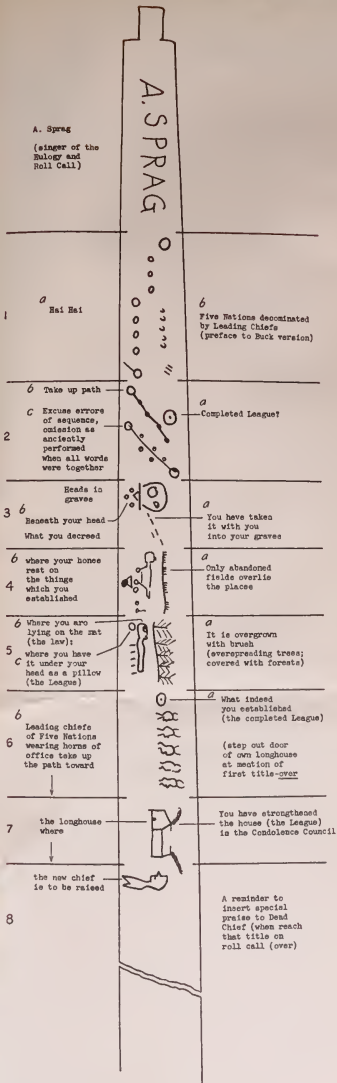 A. Sprag
(singer of the
Eulogy and
Roll Call)
A. SPRAG
1
a
Hai Hai
b
Five Nations decominated
by Leading Chiefs
(preface to Buck version)
2
b Take up path
c Excuse errors
of sequence,
omission as
anciently
performed
when all words
were together
a
Completed League?
3
Heads in
graves
b
Beneath your head
What you decreed
a
You have taken
it with you
into your graves
4
b where your bones
rest on
the things
which you
established
a
Only abandoned
fields overlie
the places
5
b Where you are
lying on the mat
(the law):
c where you have
it under your
head as a pillow
(the League)
a
It is overgrown
with brush
(overspreading trees;
covered with forests)
6
b
Leading chiefs
of Five Nations
wearing horns of
office take up
the path toward
a What indeed
you established
(the completed League)
(step out door
of own longhouse
at mention of
first title-over
7
the longhouse
where
You have strengthened
the house (the League)
is the Condolence Council
8
the new chief
is to be raised
A reminder to
insert special
praise to Dead
Chief (when reach
that title on
roll call (over)